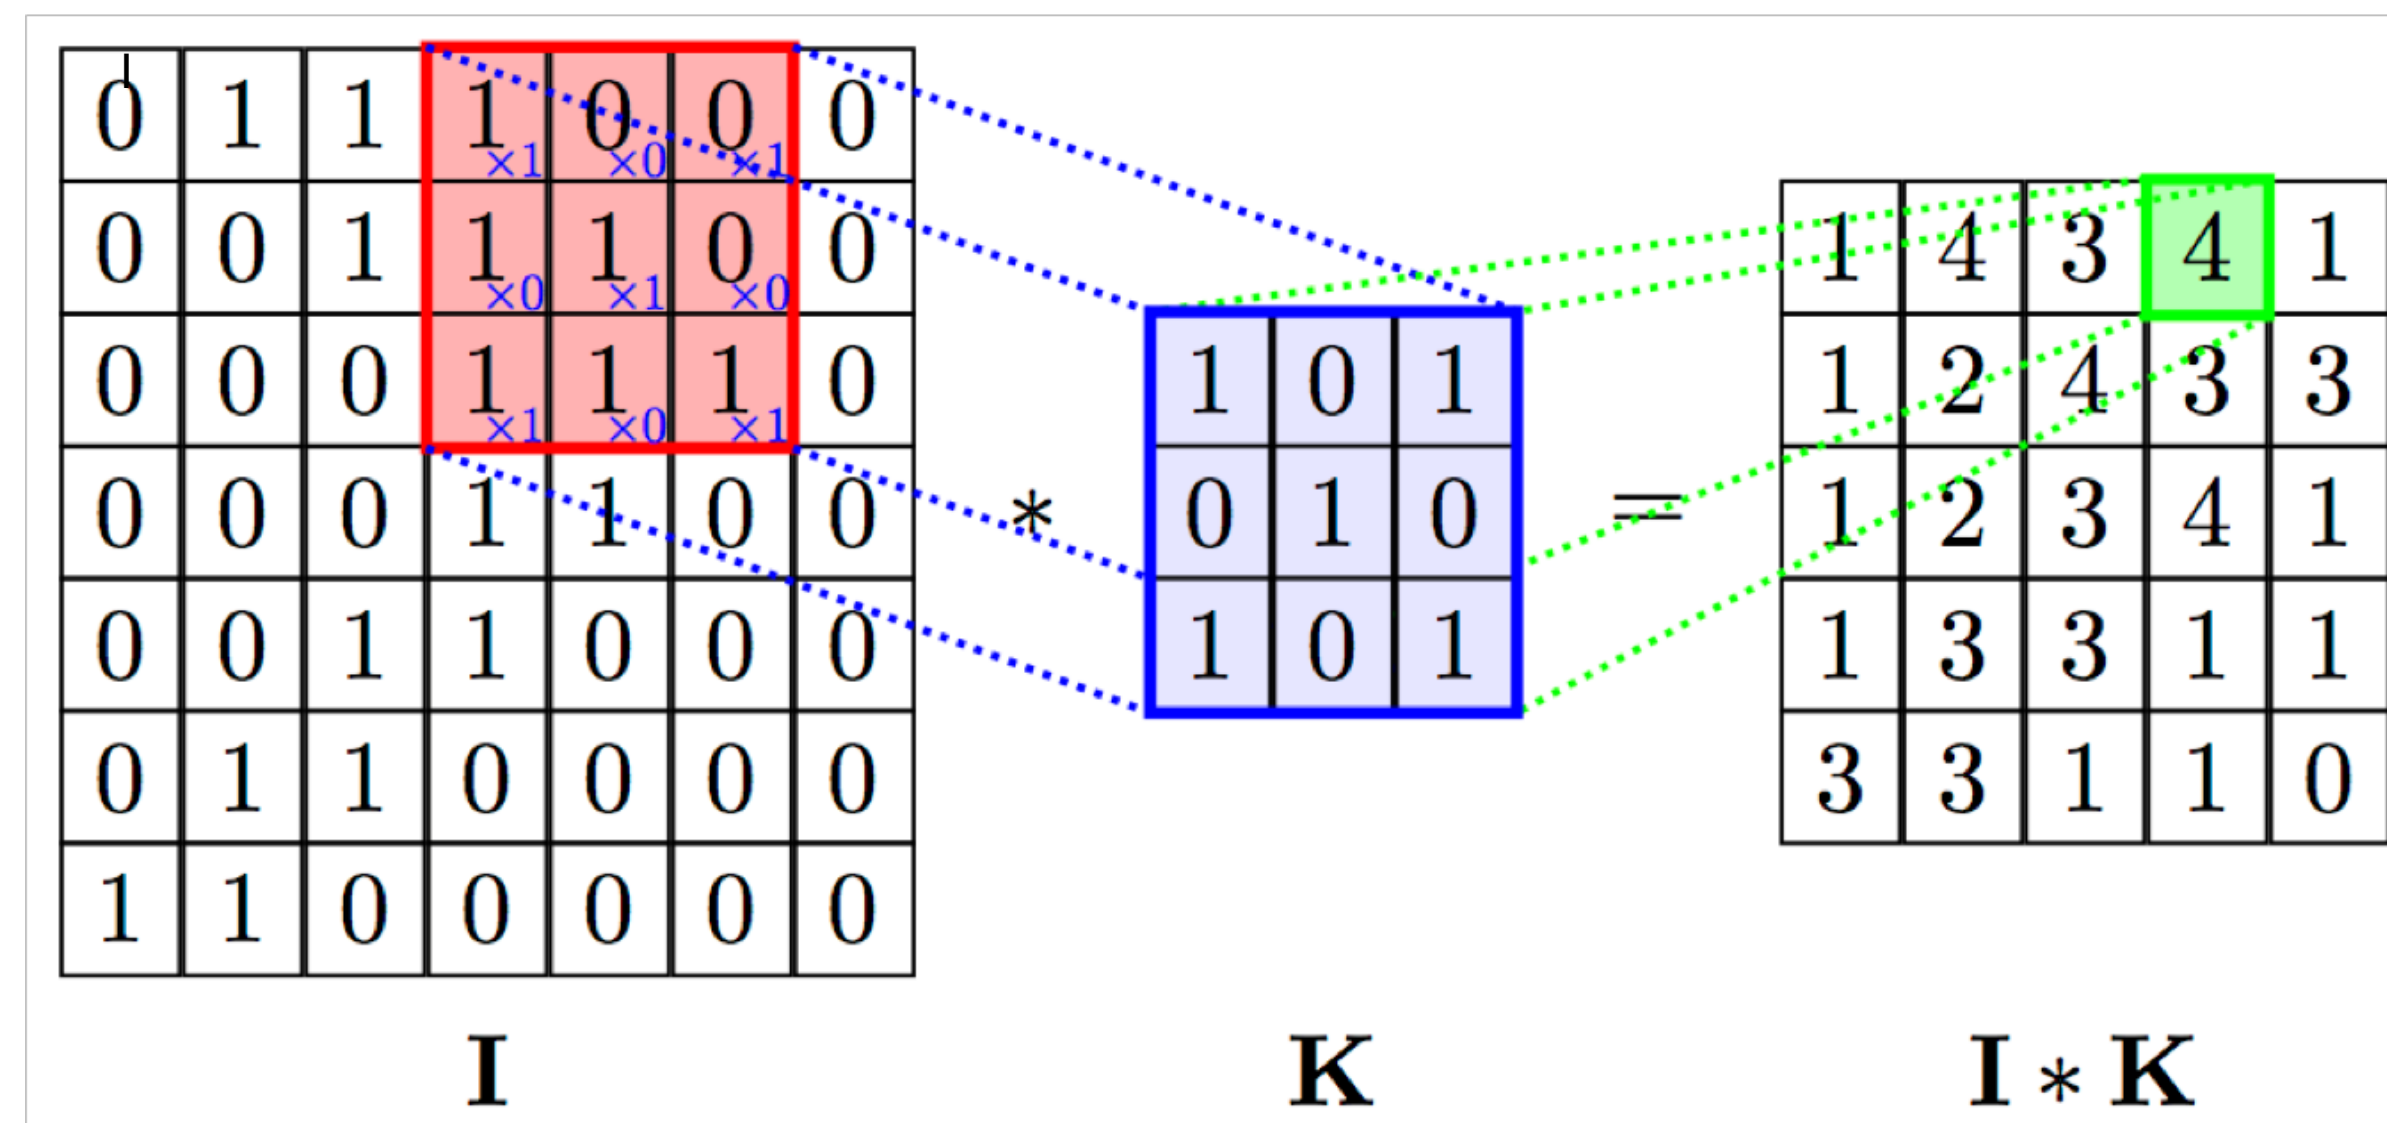 0 1 1 1 0 0 0
×1 ×0 ×1
0 0 1 1 1 0 0 1 4 3 4 1
×0 ×1 ×0
0 0 0 1 1 1 0 1 0 1 1 2 4 3 3
×1 ×0 ×1
0 0 0 1 1 0 0 * 0 1 0 = 1 2 3 4 1
0 0 1 1 0 0 0 1 0 1 1 3 3 1 1
0 1 1 0 0 0 0 3 3 1 1 0
1 1 0 0 0 0 0
I K I * K